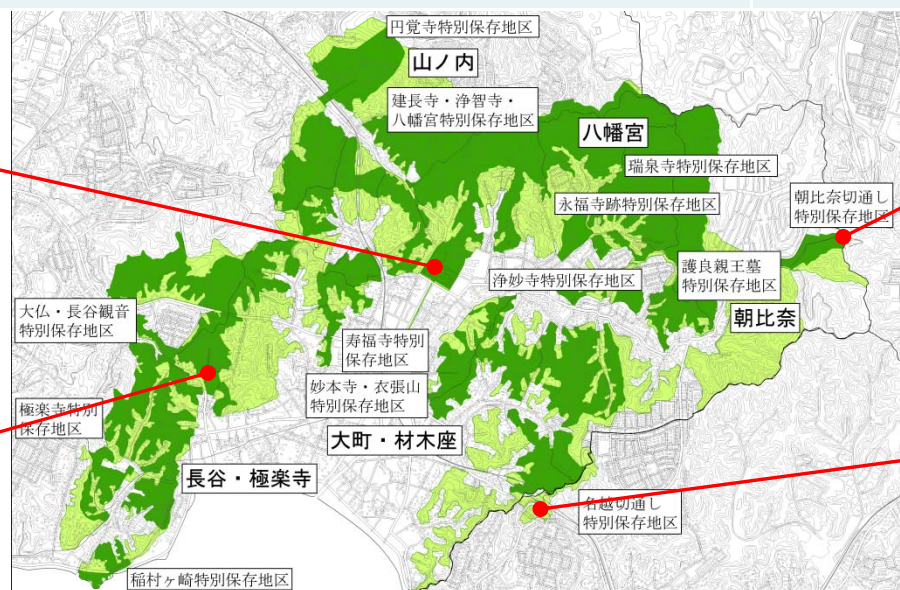 円覚寺特別保存地区
山ノ内
建長寺・浄智寺・
八幡宮特別保存地区
八幡宮
瑞泉寺特別保存地区
朝比奈切通し
特別保存地区
永福寺跡特別保存地区
護良親王墓
特別保存地区
浄妙寺特別保存地区
朝比奈
大仏・長谷観音
特別保存地区
寿福寺特別
保存地区
妙本寺・衣張山
特別保存地区
極楽寺特別
保存地区
大町・材木座
長谷・極楽寺
名越切通し
特別保存地区
稲村ヶ崎特別保存地区